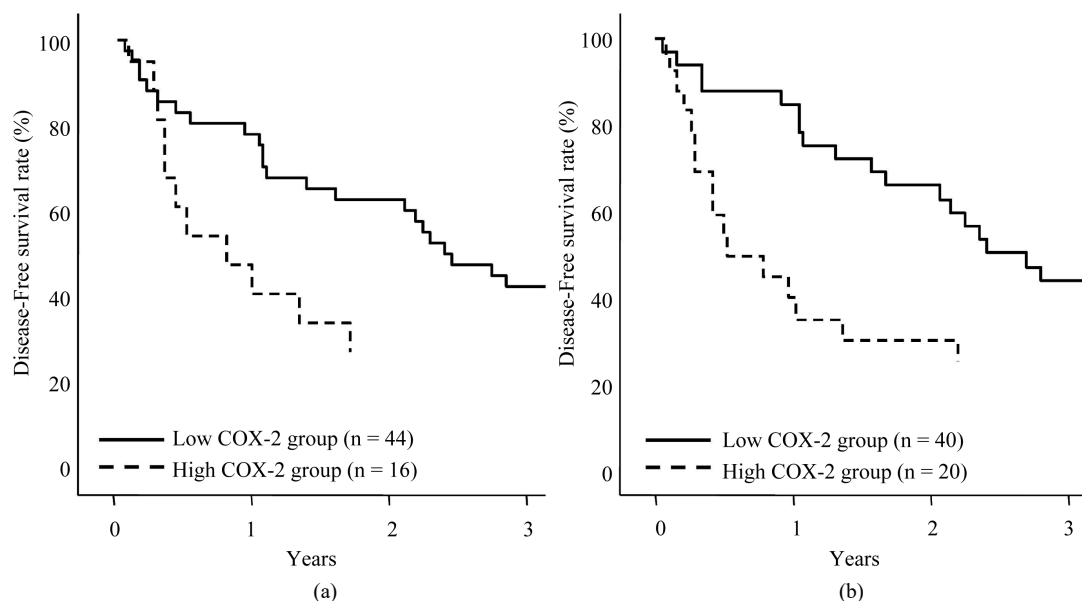 Disease-Free survival rate (%)
100
80
60
40
20
0
Low COX-2 group (n = 44)
High COX-2 group (n = 16)
0 1 2 3
Years
(a)
Disease-Free survival rate (%)
100
80
60
40
20
0
Low COX-2 group (n = 40)
High COX-2 group (n = 20)
0 1 2 3
Years
(b)